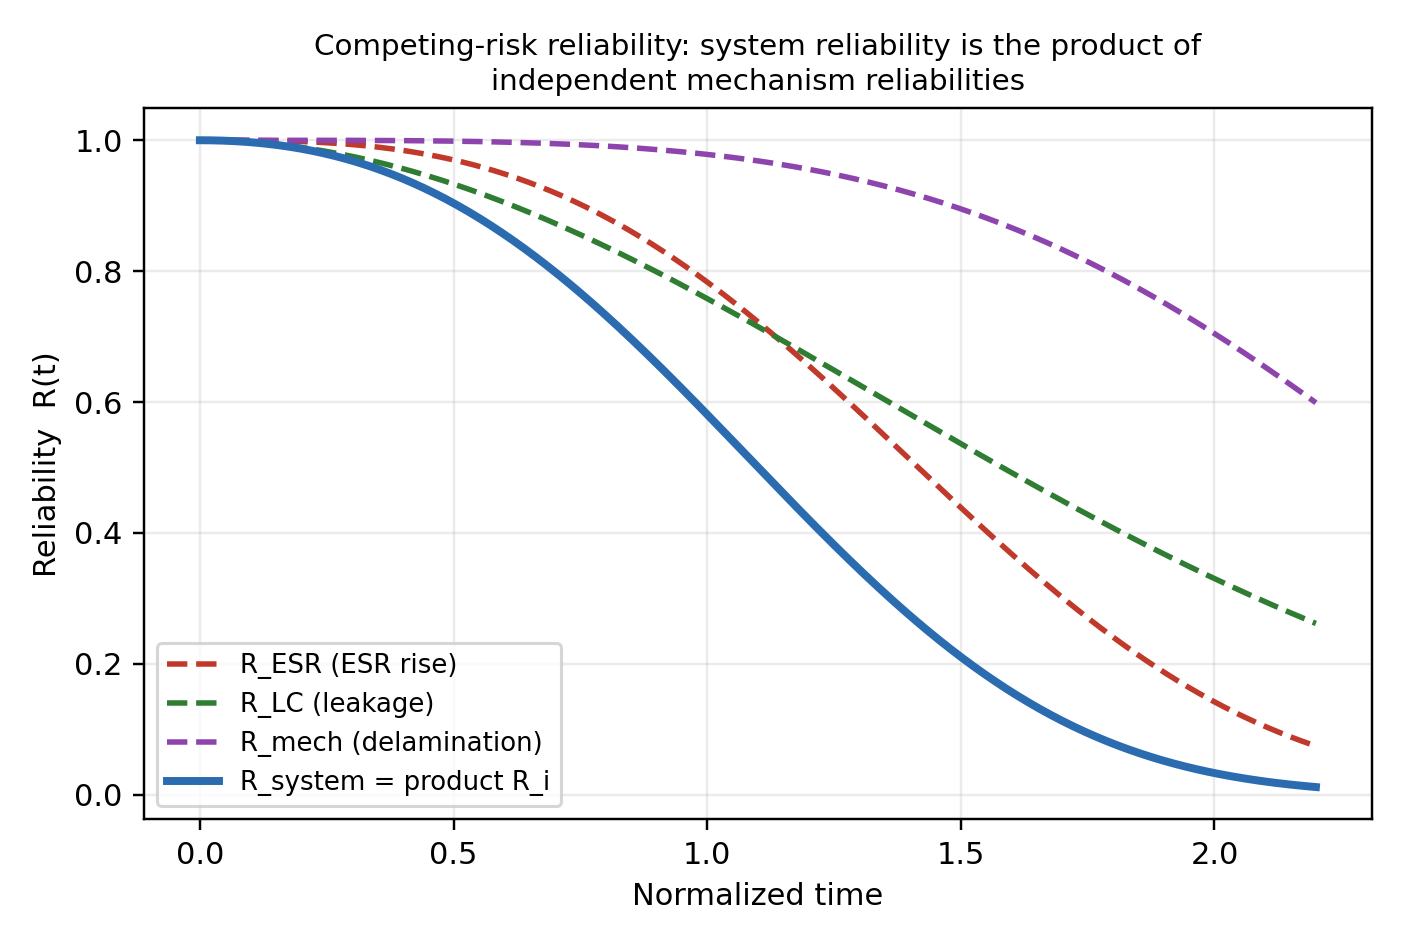 Competing-risk reliability: system reliability is the product of
independent mechanism reliabilities
Reliability  R(t)
1.0
0.8
0.6
0.4
0.2
0.0
R_ESR (ESR rise)
R_LC (leakage)
R_mech (delamination)
R_system = product R_i
0.0
0.5
1.0
1.5
2.0
Normalized time